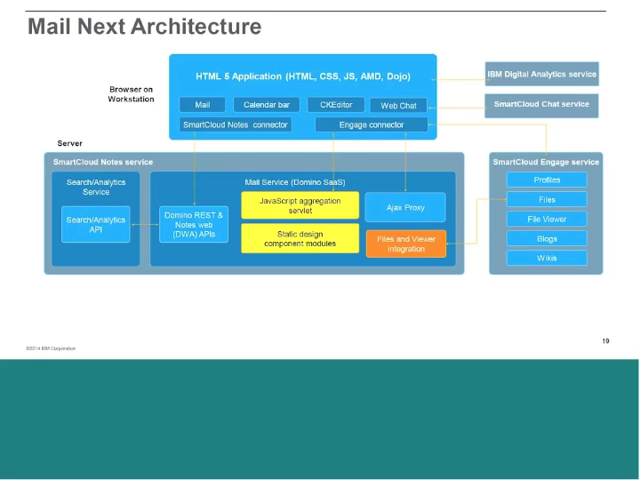 Mail Next Architecture
Browser on
Workstation
HTML 5 Application (HTML, CSS, JS, AMD, Dojo)
Mail
Calendar bar
CKEditor
Web Chat
SmartCloud Notes connector
Engage connector
IBM Digital Analytics service
SmartCloud Chat service
Server
SmartCloud Notes service
Search/Analytics
Service
Search/Analytics
API
Mail Service (Domino SaaS)
Domino REST &
Notes web
(DWA) APIs
JavaScript aggregation
servlet
Static design
component modules
Ajax Proxy
Files and Viewer
integration
SmartCloud Engage service
Profiles
Files
File Viewer
Blogs
Wikis
©2014 IBM Corporation
19